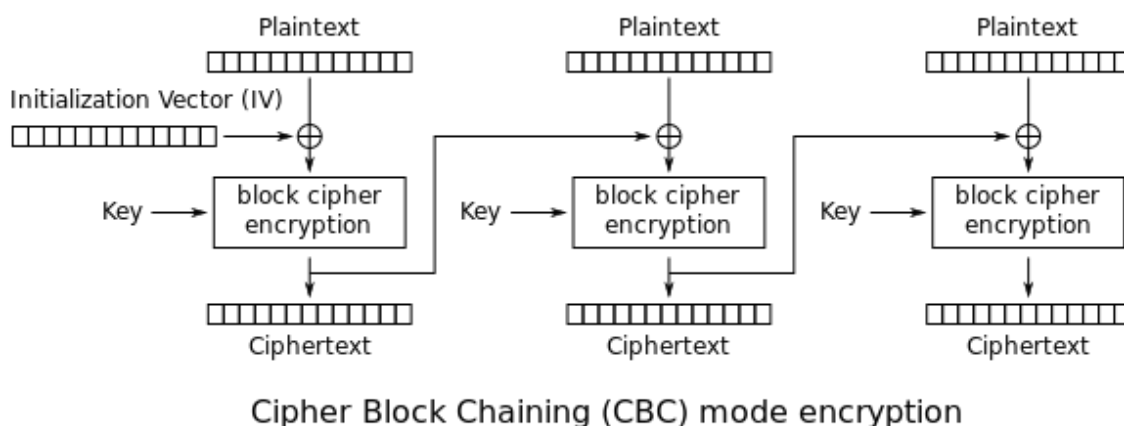 Plaintext
Plaintext
Plaintext
Initialization Vector (IV)
Key
block cipher
encryption
Key
block cipher
encryption
Key
block cipher
encryption
Ciphertext
Ciphertext
Ciphertext
Cipher Block Chaining (CBC) mode encryption